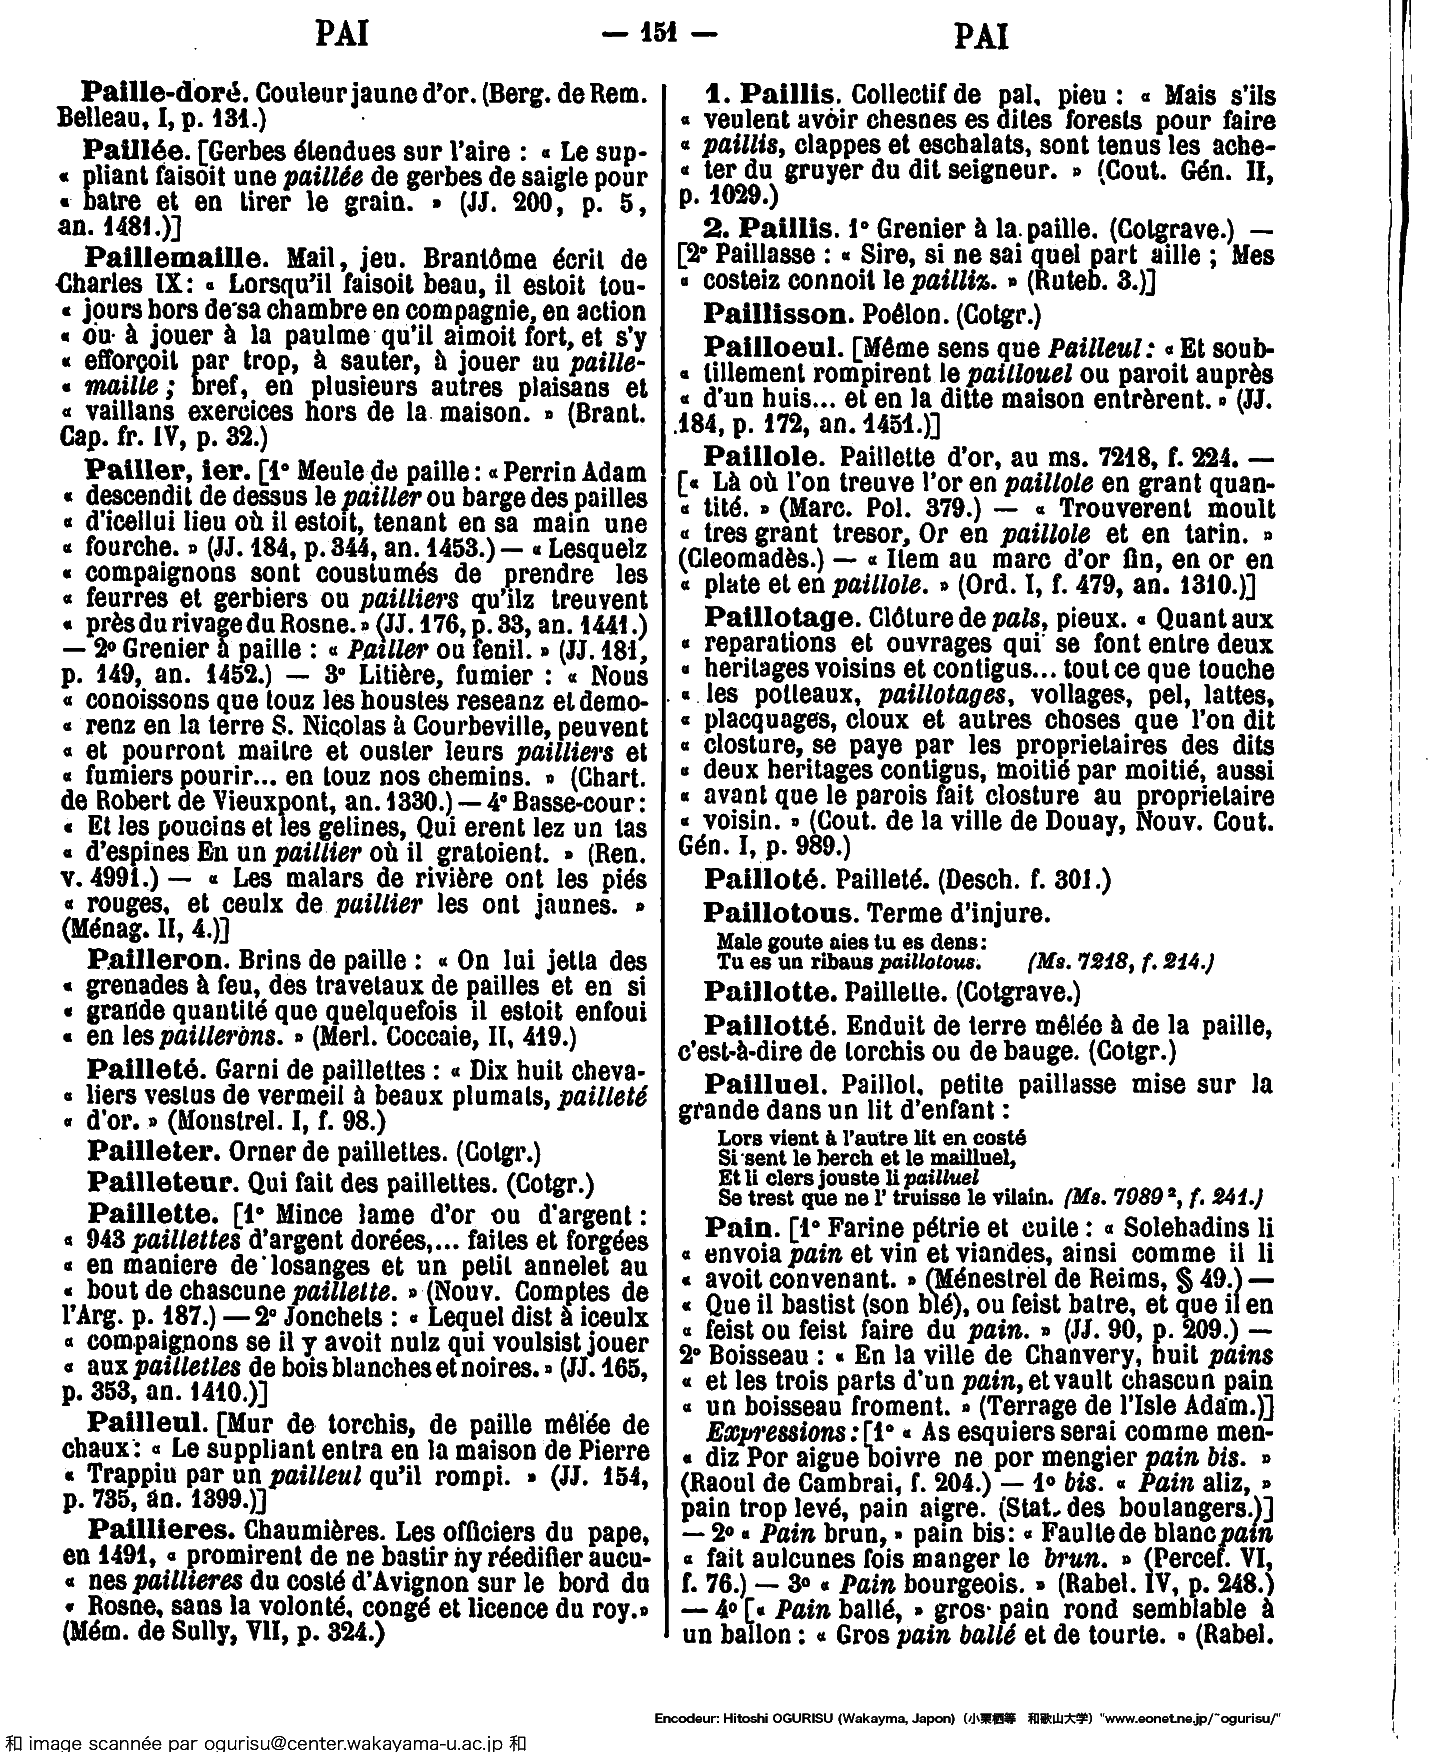 PAI — 151 — PAI
Paille-doré. Couleur jaune d'or. (Berg. de Rem.
Belleau, I, p. 131.)
Paillée. [Gerbes étendues sur l'aire : « Le sup-
« pliant faisoit une paillée de gerbes de saigle pour
« batre et en tirer le grain. » (JJ. 200, p. 5,
an. 1481.)]
Paillemaille. Mail, jeu. Brantôme écrit de
Charles IX : « Lorsqu'il faisoit beau, il estoit tou-
« jours hors de sa chambre en compagnie, en action
« ou à jouer à la paulme qu'il aimoit fort, et s'y
« efforçoit par trop, à sauter, à jouer au paille-
« maille ; bref, en plusieurs autres plaisans et
« vaillans exercices hors de la maison. » (Brant.
Cap. fr. IV, p. 32.)
Pailler, ier. [1° Meule de paille : « Perrin Adam
« descendit de dessus le pailler ou barge des pailles
« d'icellui lieu où il estoit, tenant en sa main une
« fourche. » (JJ. 184, p. 344, an. 1453.) — « Lesquelz
« compaignons sont coustumés de prendre les
« feurres et gerbiers ou pailliers qu'ilz treuvent
« près du rivage du Rosne. » (JJ. 176, p. 33, an. 1441.)
— 2° Grenier à paille : « Pailler ou fenil. » (JJ. 181,
p. 149, an. 1452.) — 3° Litière, fumier : « Nous
« conoissons que touz les houstes reseanz et demo-
« renz en la terre S. Nicolas à Courbeville, peuvent
« et pourront maitre et ouster leurs pailliers et
« fumiers pourir... en touz nos chemins. » (Chart.
de Robert de Vieuxpont, an. 1330.) — 4° Basse-cour :
« Et les poucins et les gelines, Qui erent lez un tas
« d'espines En un paillier où il gratoient. » (Ren.
v. 4991.) — « Les malars de rivière ont les piés
« rouges, et ceulx de paillier les ont jaunes. »
(Ménag. II, 4.)]
Pailleron. Brins de paille : « On lui jetta des
« grenades à feu, des travetaux de pailles et en si
« grande quantité que quelquefois il estoit enfoui
« en les paillerons. » (Merl. Coccaie, II, 419.)
Pailleté. Garni de paillettes : « Dix huit cheva-
« liers vestus de vermeil à beaux plumats, pailleté
« d'or. » (Monstrel. I, f. 98.)
Pailleter. Orner de paillettes. (Cotgr.)
Pailleteur. Qui fait des paillettes. (Cotgr.)
Paillette. [1° Mince lame d'or ou d'argent :
« 943 paillettes d'argent dorées,... faites et forgées
« en maniere de losanges et un petit annelet au
« bout de chascune paillette. » (Nouv. Comptes de
l'Arg. p. 187.) — 2° Jonchets : « Lequel dist à iceulx
« compaignons se il y avoit nulz qui voulsist jouer
« aux pailletles de bois blanches et noires. » (JJ. 165,
p. 353, an. 1410.)]
Pailleul. [Mur de torchis, de paille mêlée de
chaux : « Le suppliant entra en la maison de Pierre
« Trappiu par un pailleul qu'il rompi. » (JJ. 154,
p. 735, an. 1399.)]
Paillieres. Chaumières. Les officiers du pape,
en 1491, « promirent de ne bastir ny réedifier aucu-
« nes paillieres du costé d'Avignon sur le bord du
« Rosne, sans la volonté, congé et licence du roy. »
(Mém. de Sully, VII, p. 324.)
1. Paillis. Collectif de pal, pieu : « Mais s'ils
« veulent avoir chesnes es dites forests pour faire
« paillis, clappes et eschalats, sont tenus les ache-
« ter du gruyer du dit seigneur. » (Cout. Gén. II,
p. 1029.)
2. Paillis. 1° Grenier à la paille. (Cotgrave.) —
[2° Paillasse : « Sire, si ne sai quel part aille ; Mes
« costeiz connoit le pailliz. » (Ruteb. 3.)]
Paillisson. Poêlon. (Cotgr.)
Pailloeul. [Même sens que Pailleul : « Et soub-
« tillement rompirent le paillouel ou paroit auprès
« d'un huis... et en la ditte maison entrèrent. » (JJ.
184, p. 172, an. 1451.)]
Paillole. Paillette d'or, au ms. 7218, f. 224. —
[« Là où l'on treuve l'or en paillole en grant quan-
« tité. » (Marc. Pol. 379.) — « Trouverent moult
« tres grant tresor, Or en paillole et en tarin. »
(Cleomadès.) — « Item au marc d'or fin, en or en
« plate et en paillole. » (Ord. I, f. 479, an. 1310.)]
Paillotage. Clôture de pals, pieux. « Quant aux
« reparations et ouvrages qui se font entre deux
« heritages voisins et contigus... tout ce que touche
« les potteaux, paillotages, vollages, pel, lattes,
« placquages, cloux et autres choses que l'on dit
« closture, se paye par les proprietaires des dits
« deux heritages contigus, moitié par moitié, aussi
« avant que le parois fait closture au proprietaire
« voisin. » (Cout. de la ville de Douay, Nouv. Cout.
Gén. I, p. 989.)
Pailloté. Pailleté. (Desch. f. 301.)
Paillotous. Terme d'injure.
Male goute aies tu es dens :
Tu es un ribaus paillotous. (Ms. 7218, f. 214.)
Paillotte. Paillette. (Cotgrave.)
Paillotté. Enduit de terre mêlée à de la paille,
c'est-à-dire de torchis ou de bauge. (Cotgr.)
Pailluel. Paillot, petite paillasse mise sur la
grande dans un lit d'enfant :
Lors vient à l'autre lit en costé
Si sent le berch et le mailluel,
Et li clers jouste li pailluel
Se trest que ne l' truisse le vilain. (Ms. 7989², f. 241.)
Pain. [1° Farine pétrie et cuite : « Solehadins li
« envoia pain et vin et viandes, ainsi comme il li
« avoit convenant. » (Ménestrel de Reims, § 49.) —
« Que il bastist (son blé), ou feist batre, et que il en
« feist ou feist faire du pain. » (JJ. 90, p. 209.) —
2° Boisseau : « En la ville de Chanvery, huit pains
« et les trois parts d'un pain, et vault chascun pain
« un boisseau froment. » (Terrage de l'Isle Adam.)]
Expressions : [1° « As esquiers serai comme men-
« diz Por aigue boivre ne por mengier pain bis. »
(Raoul de Cambrai, f. 204.) — 1° bis. « Pain aliz, »
pain trop levé, pain aigre. (Stat. des boulangers.)]
— 2° « Pain brun, » pain bis : « Faulte de blanc pain
« fait aulcunes fois manger le brun. » (Percef. VI,
f. 76.) — 3° « Pain bourgeois. » (Rabel. IV, p. 248.)
— 4° [« Pain ballé, » gros pain rond semblable à
un ballon : « Gros pain ballé et de tourte. » (Rabel.
Encodeur: Hitoshi OGURISU (Wakayma, Japon) (小栗栖等 和歌山大学) "www.eonet.ne.jp/~ogurisu/"
和 image scannée par ogurisu@center.wakayama-u.ac.jp 和